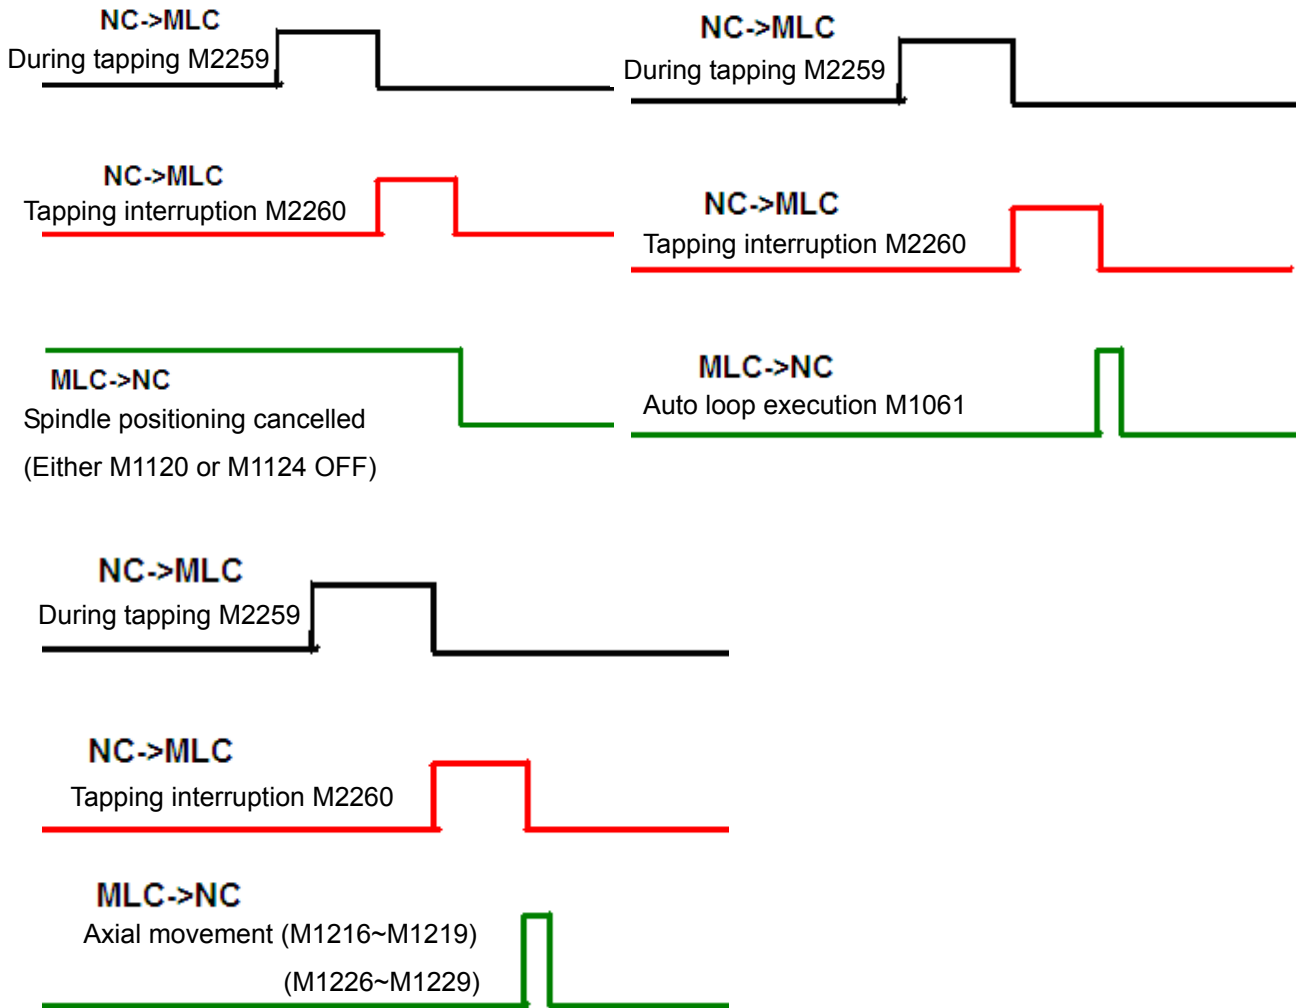 NC->MLC
During tapping M2259
NC->MLC
Tapping interruption M2260
MLC->NC
Spindle positioning cancelled
(Either M1120 or M1124 OFF)
NC->MLC
During tapping M2259
NC->MLC
Tapping interruption M2260
MLC->NC
Auto loop execution M1061
NC->MLC
During tapping M2259
NC->MLC
Tapping interruption M2260
MLC->NC
Axial movement (M1216~M1219)
(M1226~M1229)